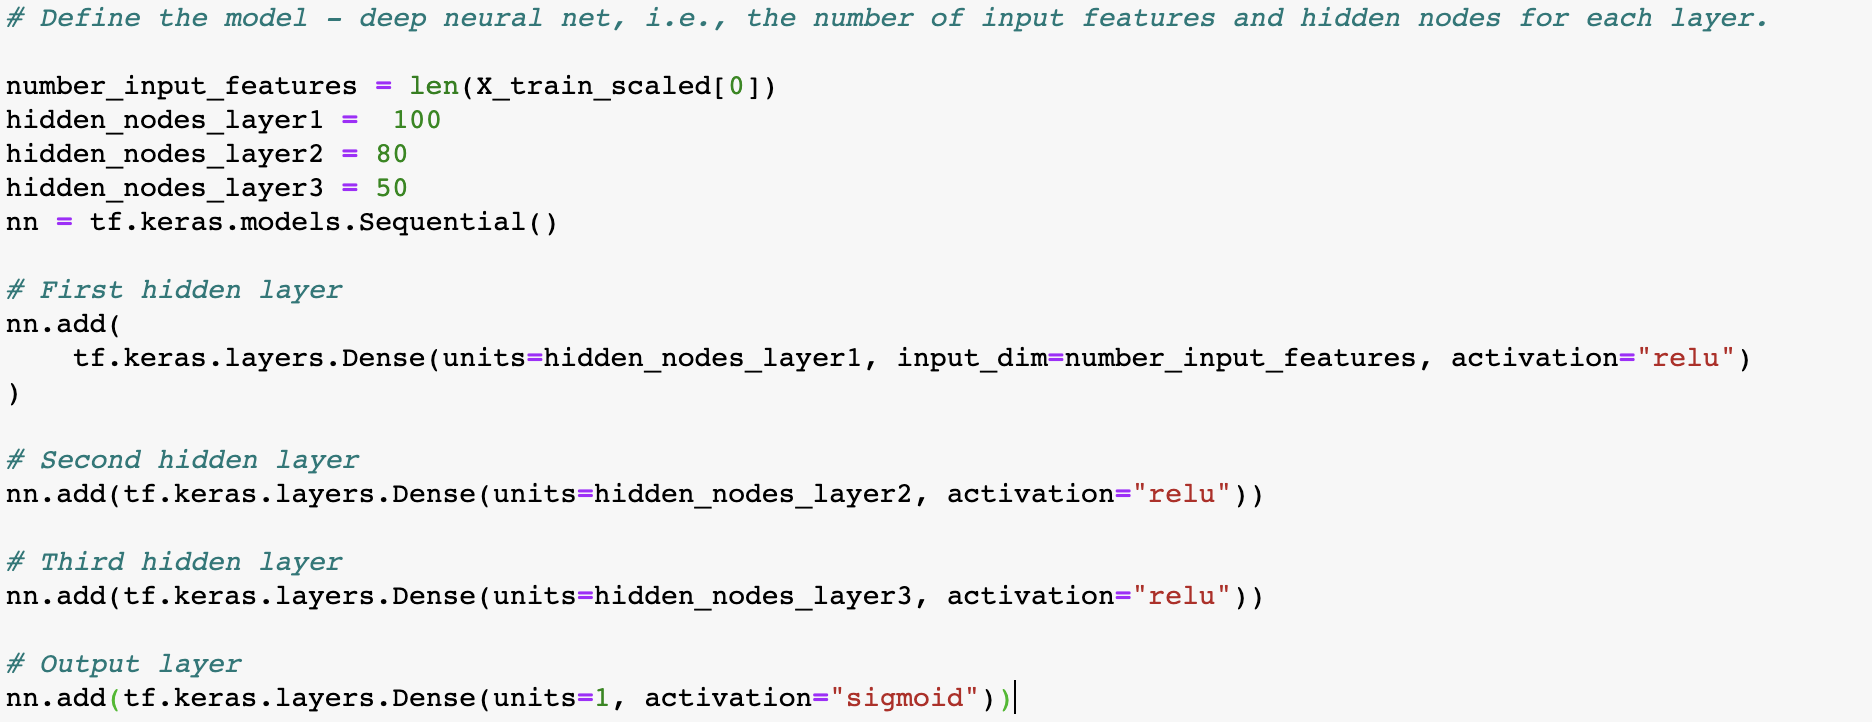 # Define the model - deep neural net, i.e., the number of input features and hidden nodes for each layer.
number_input_features = len(X_train_scaled[0])
hidden_nodes_layer1 =  100
hidden_nodes_layer2 = 80
hidden_nodes_layer3 = 50
nn = tf.keras.models.Sequential()
# First hidden layer
nn.add(
    tf.keras.layers.Dense(units=hidden_nodes_layer1, input_dim=number_input_features, activation="relu")
)
# Second hidden layer
nn.add(tf.keras.layers.Dense(units=hidden_nodes_layer2, activation="relu"))
# Third hidden layer
nn.add(tf.keras.layers.Dense(units=hidden_nodes_layer3, activation="relu"))
# Output layer
nn.add(tf.keras.layers.Dense(units=1, activation="sigmoid"))